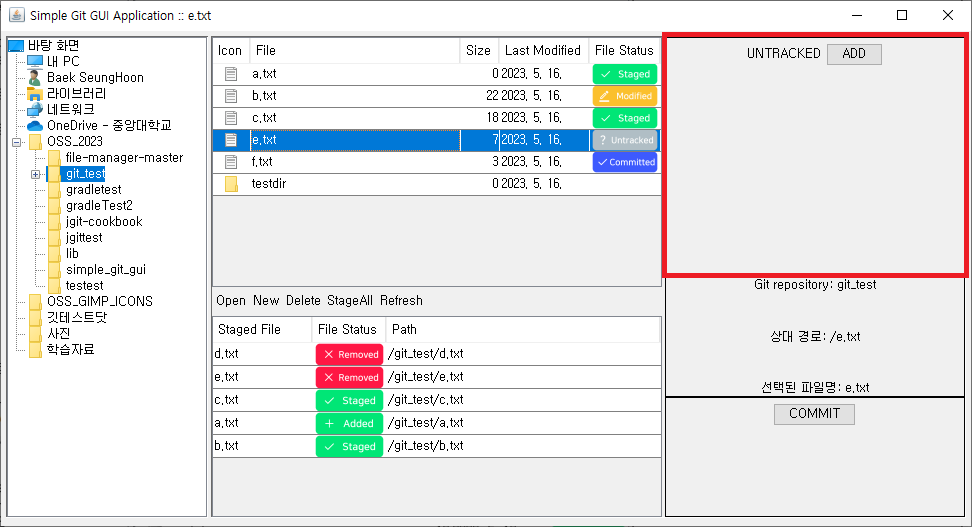 Simple Git GUI Application :: e.txt
바탕 화면
내 PC
Baek SeungHoon
라이브러리
네트워크
OneDrive - 중앙대학교
OSS_2023
file-manager-master
git_test
gradletest
gradleTest2
jgit-cookbook
jgittest
lib
simple_git_gui
testest
OSS_GIMP_ICONS
깃테스트닷
사진
학습자료
Icon File Size Last Modified File Status
a.txt 0 2023. 5. 16. Staged
b.txt 22 2023. 5. 16. Modified
c.txt 18 2023. 5. 16. Staged
e.txt 7 2023. 5. 16. ? Untracked
f.txt 3 2023. 5. 16. Committed
testdir 0 2023. 5. 16.
Open New Delete StageAll Refresh
Staged File File Status Path
d.txt Removed /git_test/d.txt
e.txt Removed /git_test/e.txt
c.txt Staged /git_test/c.txt
a.txt + Added /git_test/a.txt
b.txt Staged /git_test/b.txt
UNTRACKED ADD
Git repository: git_test
상대 경로: /e.txt
선택된 파일명: e.txt
COMMIT